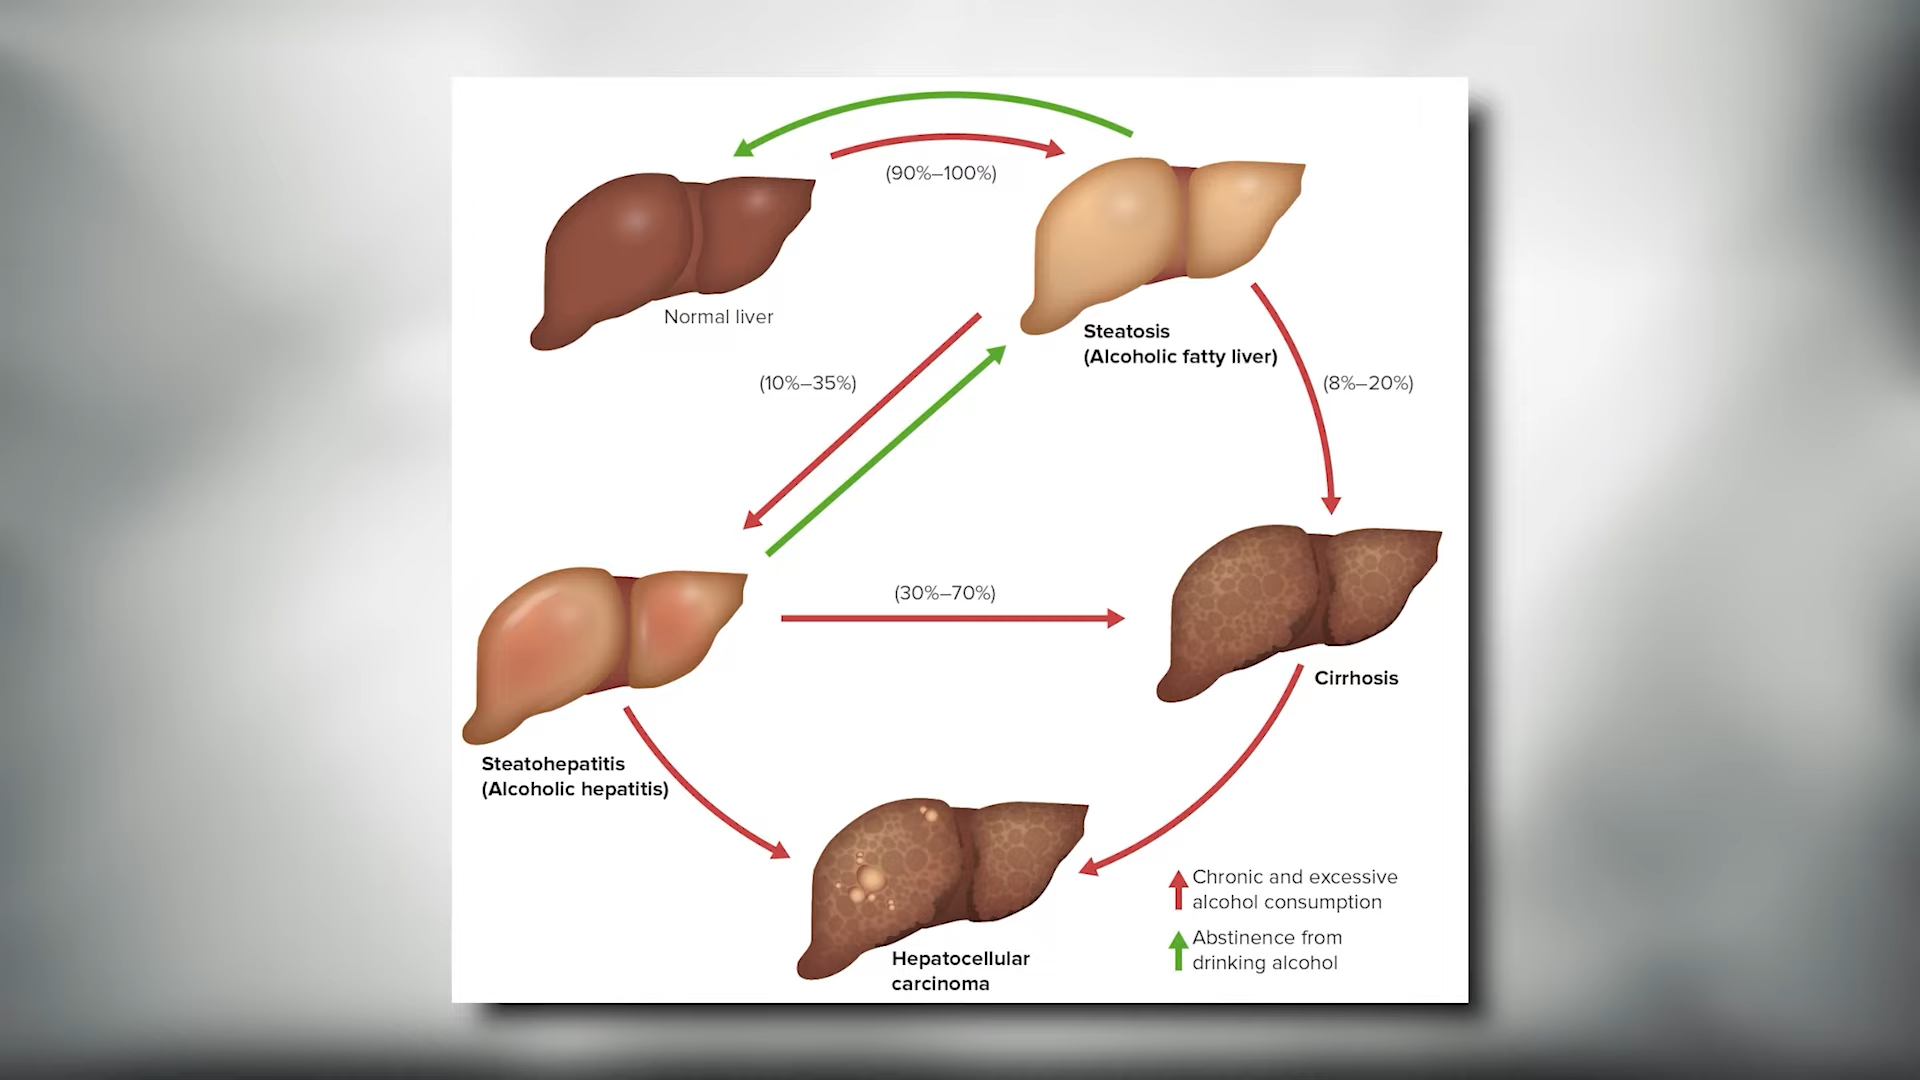 (90%–100%)
Normal liver
Steatosis
(Alcoholic fatty liver)
(10%–35%)
(8%–20%)
(30%–70%)
Cirrhosis
Steatohepatitis
(Alcoholic hepatitis)
Hepatocellular
carcinoma
Chronic and excessive
alcohol consumption
Abstinence from
drinking alcohol